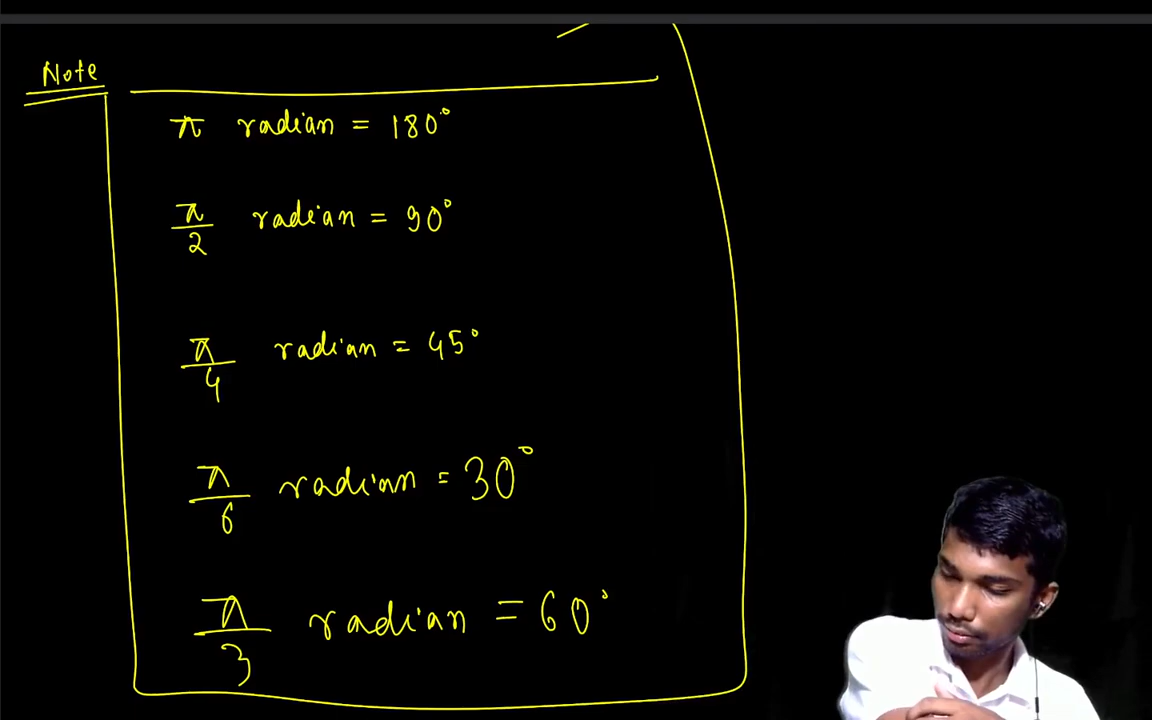 Note
π radian = 180°
π/2 radian = 90°
π/4 radian = 45°
π/6 radian = 30°
π/3 radian = 60°